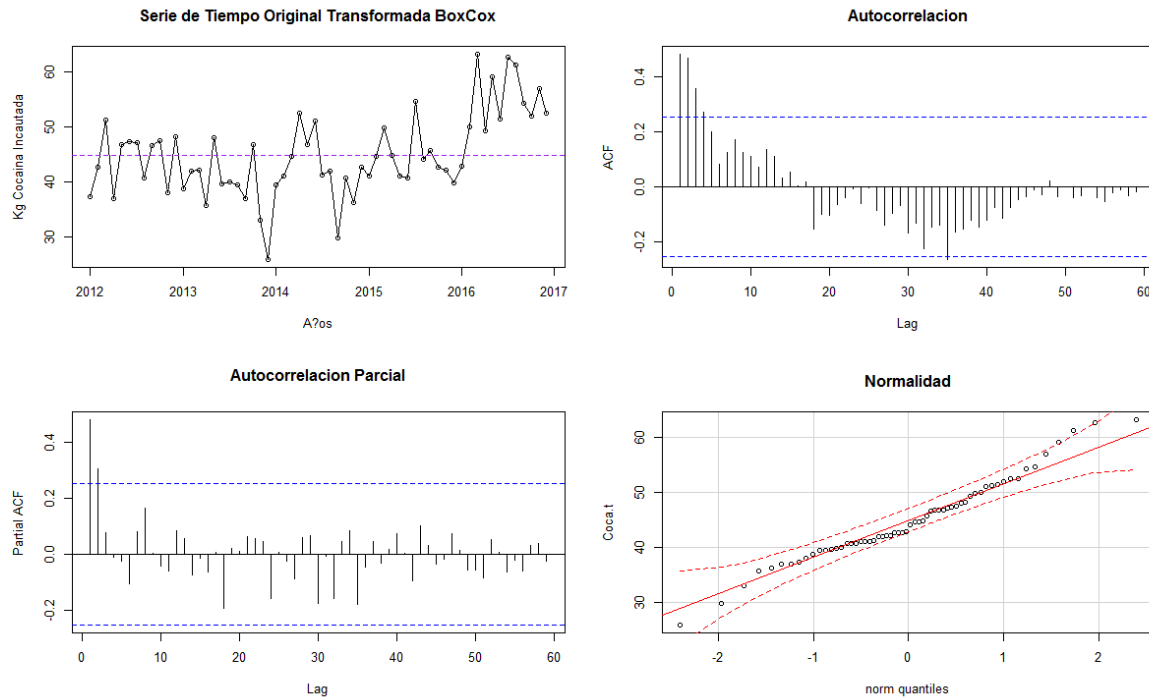 Serie de Tiempo Original Transformada BoxCox
Kg Cocaina Incautada
60
50
40
30
2012 2013 2014 2015 2016 2017
A?os
Autocorrelacion
ACF
0.4
0.2
0.0
-0.2
0 10 20 30 40 50 60
Lag
Autocorrelacion Parcial
Partial ACF
0.4
0.2
0.0
-0.2
0 10 20 30 40 50 60
Lag
Normalidad
Coca.t
60
50
40
30
-2 -1 0 1 2
norm quantiles